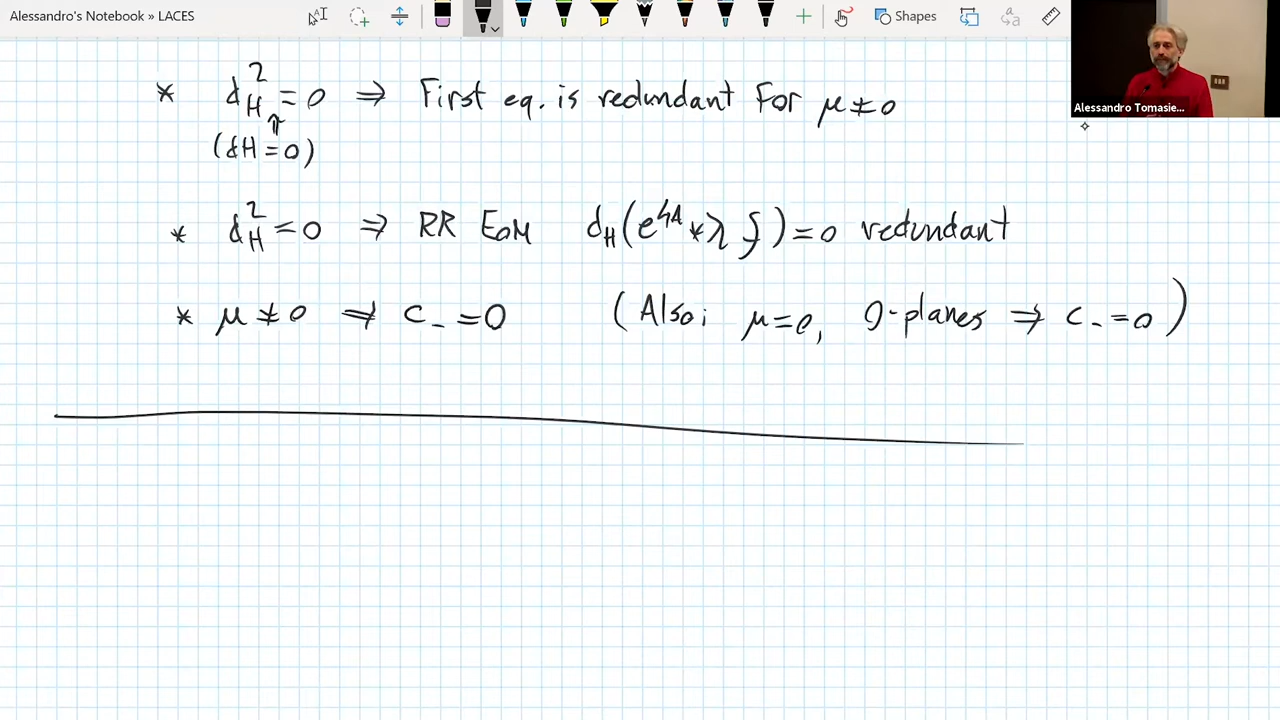 Alessandro's Notebook » LACES
Shapes
Alessandro Tomasie...
* d_H^2 = 0 ⇒ First eq. is redundant for μ ≠ 0
(dH = 0)
* d_H^2 = 0 ⇒ RR EoM d_H(e^{4A} * λ f) = 0 redundant
* μ ≠ 0 ⇒ c_- = 0 (Also: μ = 0, O-planes ⇒ c_- = 0)